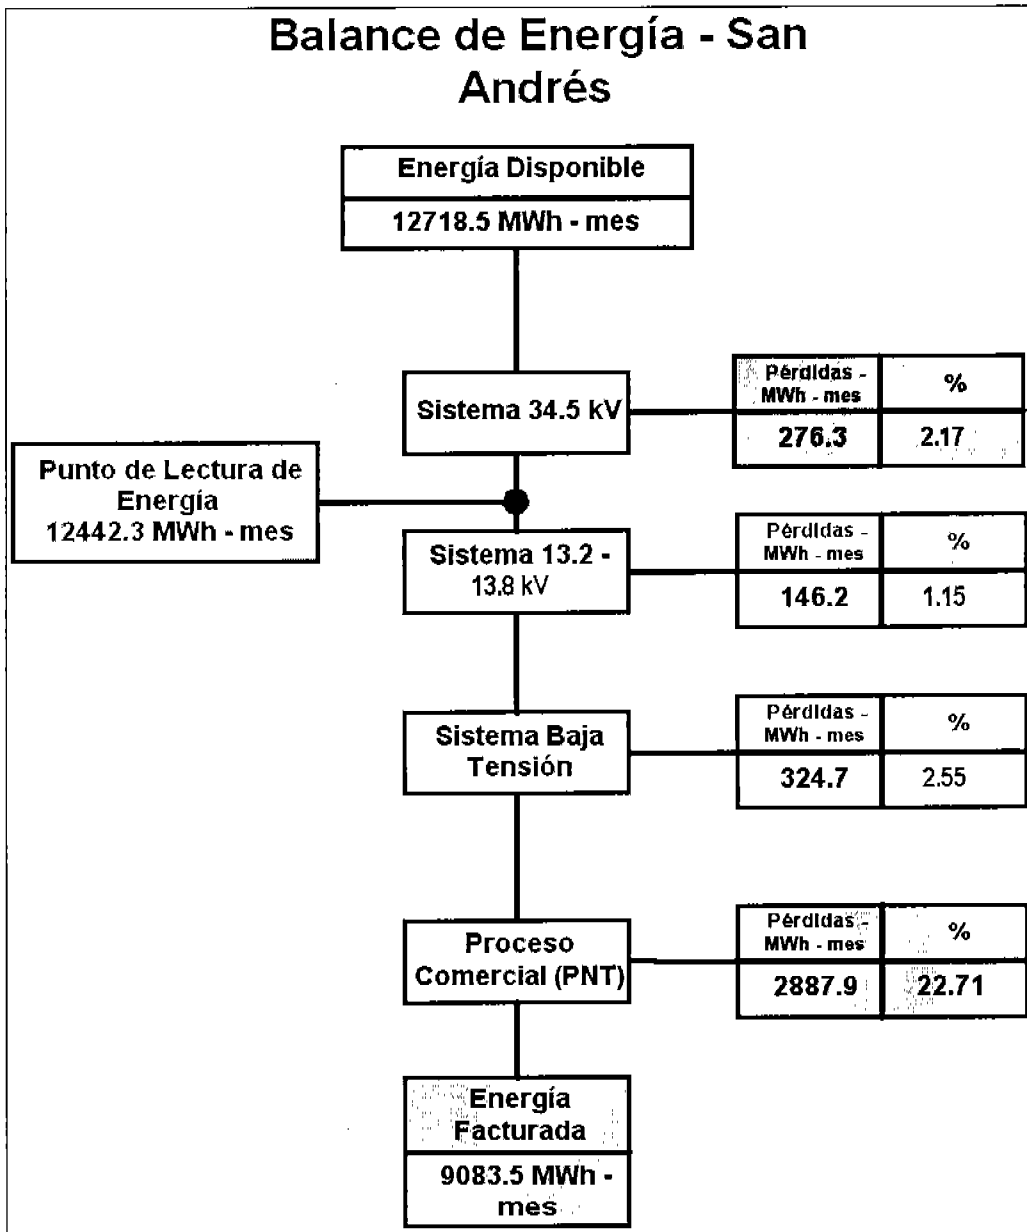 Balance de Energía - San
Andrés
Energía Disponible
12718.5 MWh - mes
Sistema 34.5 kV
Pérdidas -
MWh - mes
%
276.3
2.17
Punto de Lectura de
Energía
12442.3 MWh - mes
Sistema 13.2 -
13.8 kV
Pérdidas -
MWh - mes
%
146.2
1.15
Sistema Baja
Tensión
Pérdidas -
MWh - mes
%
324.7
2.55
Proceso
Comercial (PNT)
Pérdidas -
MWh - mes
%
2887.9
22.71
Energía
Facturada
9083.5 MWh -
mes